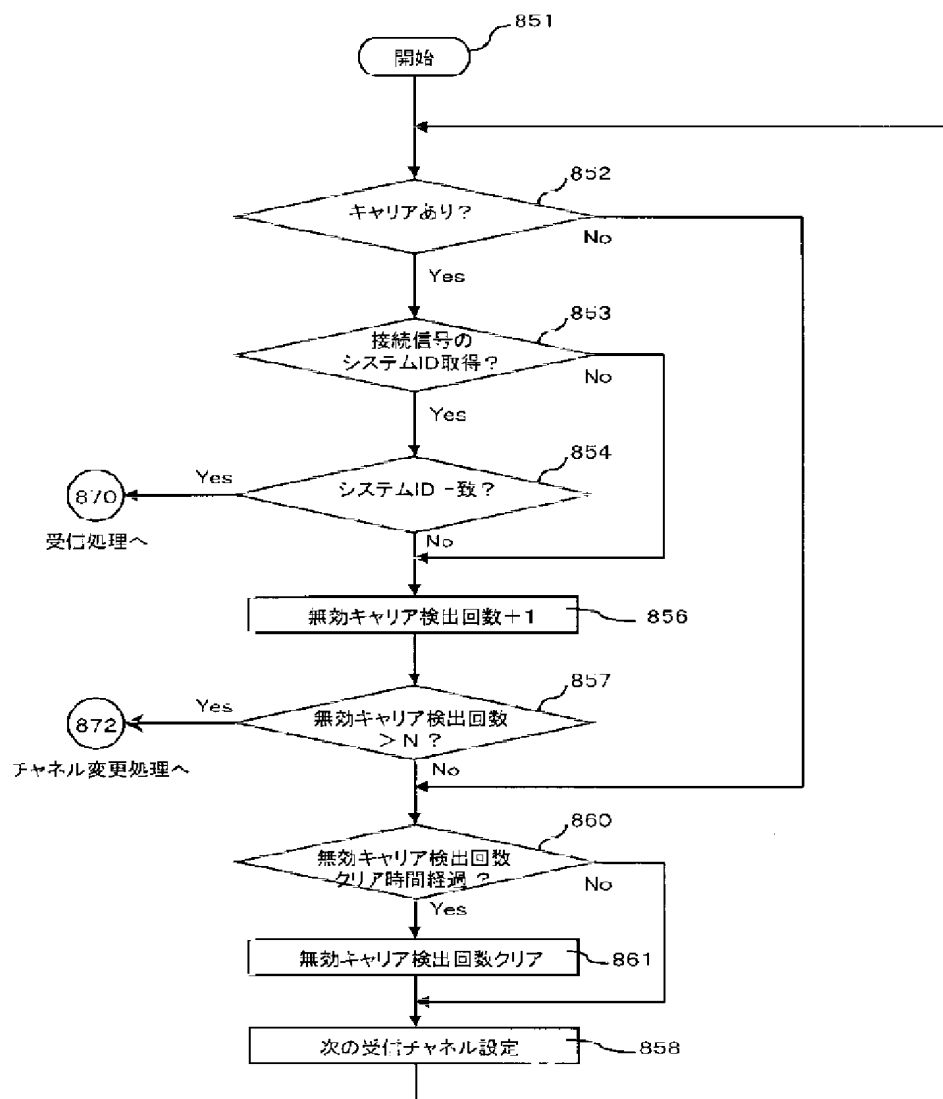 851
開始
852
キャリアあり？
No
Yes
853
接続信号の
システムID取得？
No
Yes
854
Yes
システムID一致？
870
受信処理へ
No
無効キャリア検出回数＋1
856
857
Yes
無効キャリア検出回数
＞N？
872
チャネル変更処理へ
No
860
無効キャリア検出回数
クリア時間経過？
No
Yes
無効キャリア検出回数クリア
861
次の受信チャネル設定
858